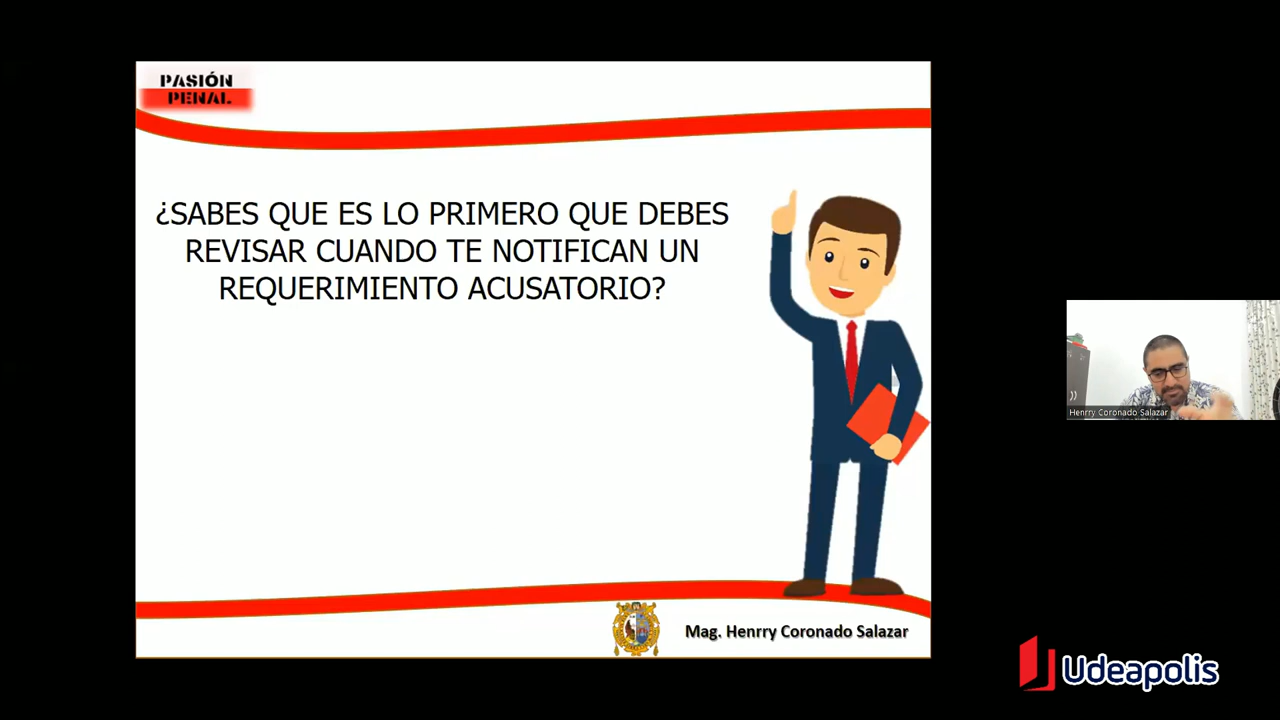 PASIÓN
PENAL
¿SABES QUE ES LO PRIMERO QUE DEBES
REVISAR CUANDO TE NOTIFICAN UN
REQUERIMIENTO ACUSATORIO?
Henrry Coronado Salazar
Mag. Henrry Coronado Salazar
Udeapolis